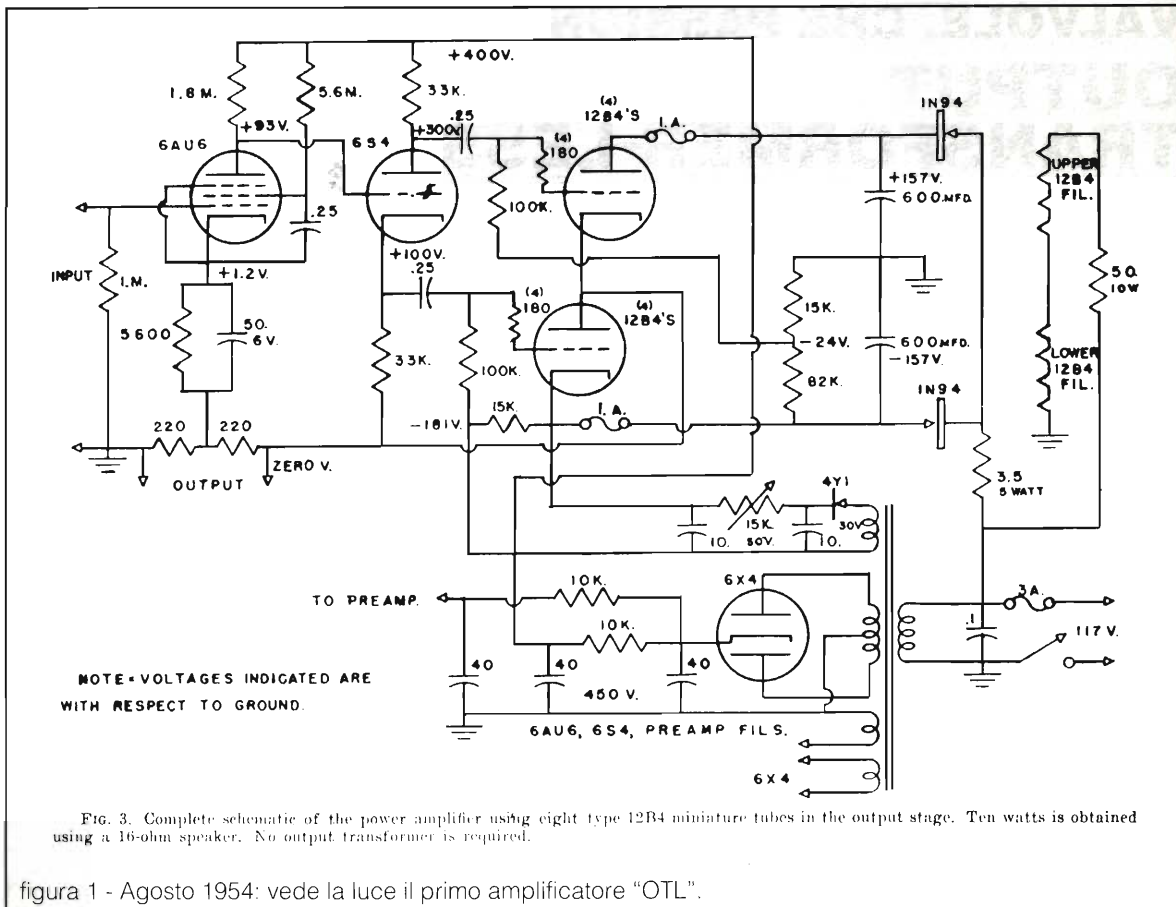 +400V.
1.8 M.
5.6M.
33K.
+93V.
+300V
.25
(4)
12B4'S
1.A.
1N94
6AU6
6S4
(4)
180
100K.
+157V.
600.MFD.
UPPER
12B4
FIL.
.25
+100V.
.25
INPUT
1.M.
+1.2V.
(4)
180
(4)
12B4'S
15K.
-24V.
50
10W
5600
50.
6V.
33K.
100K.
82K.
600MFD.
-157V.
LOWER
12B4
FIL.
15K.
1.A.
1N94
-181V.
220
220
ZERO V.
OUTPUT
3.5
5 WATT
4Y1
15K.
50V.
30V
10.
10.
TO PREAMP.
10K.
10K.
6X4
3A.
.1
117 V.
40
40
40
450 V.
NOTE=VOLTAGES INDICATED ARE
WITH RESPECT TO GROUND.
6AU6, 6S4, PREAMP FILS.
6X4
FIG. 3. Complete schematic of the power amplifier using eight type 12B4 miniature tubes in the output stage. Ten watts is obtained
using a 16-ohm speaker. No output transformer is required.
figura 1 - Agosto 1954: vede la luce il primo amplificatore "OTL".